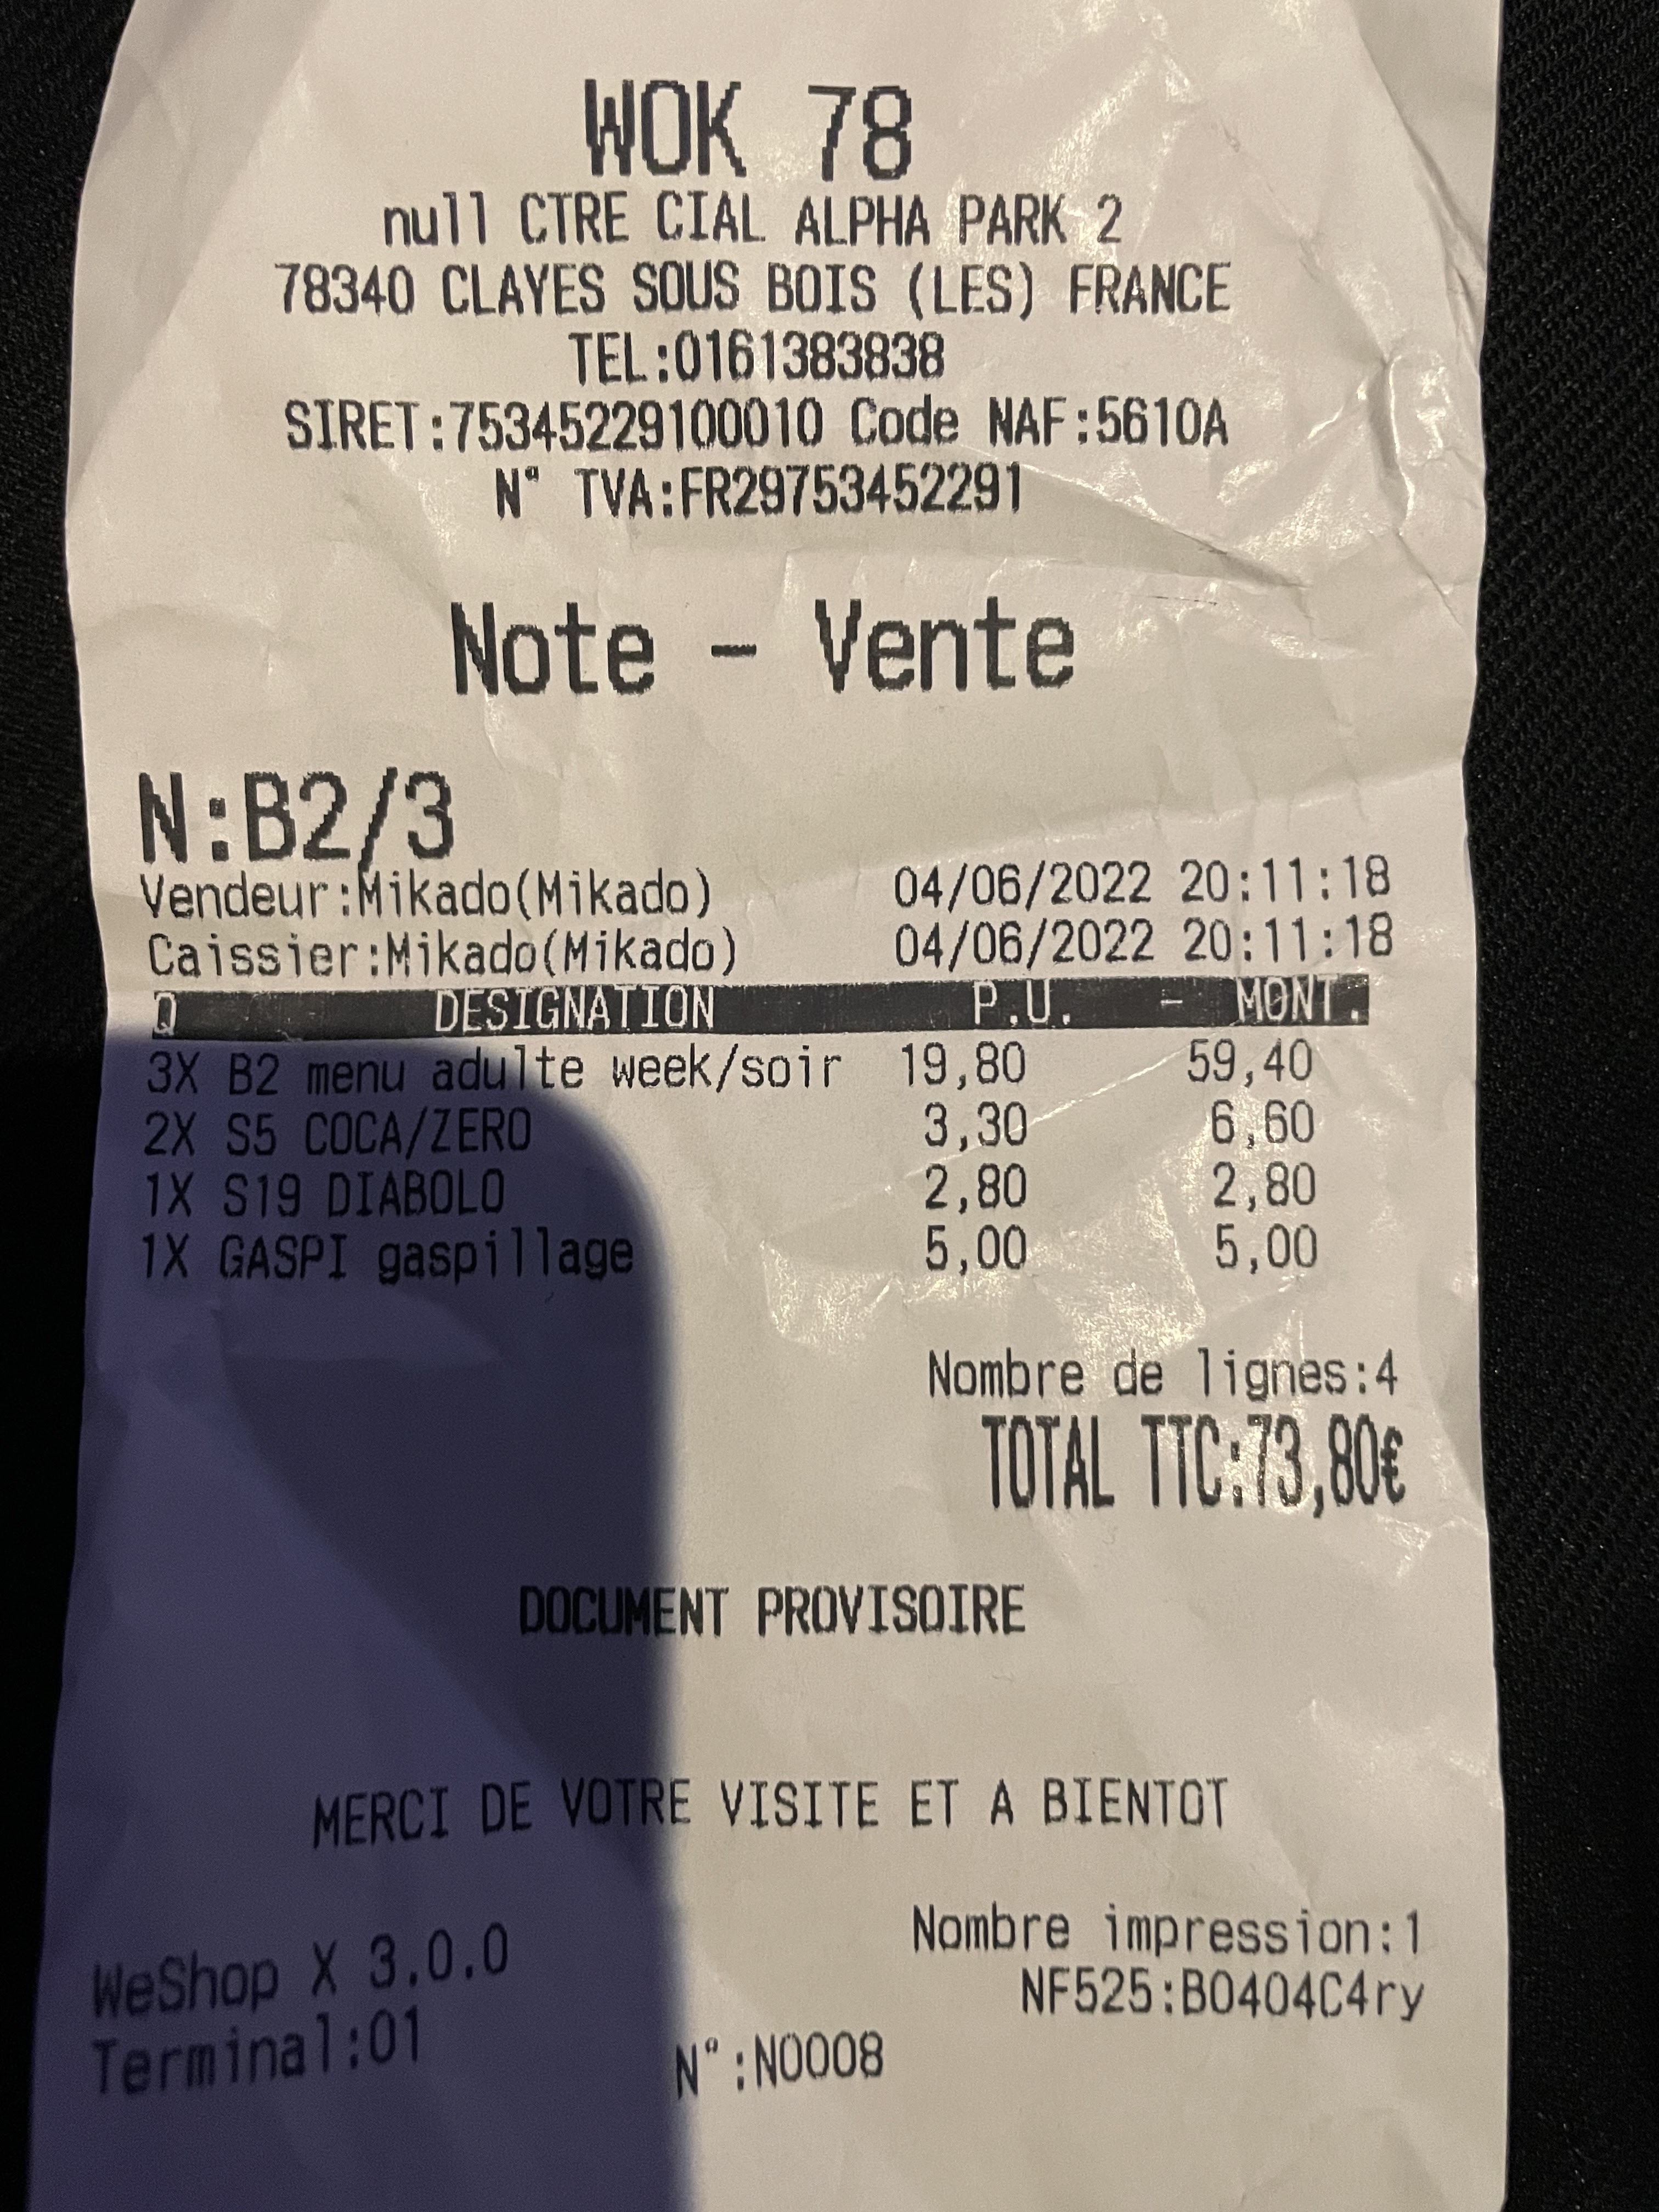 WOK 78
null CTRE CIAL ALPHA PARK 2
78340 CLAYES SOUS BOIS (LES) FRANCE
TEL:0161383838
SIRET:75345229100010 Code NAF:5610A
N° TVA:FR29753452291
Note - Vente
N:B2/3
Vendeur:Mikado(Mikado) 04/06/2022 20:11:18
Caissier:Mikado(Mikado) 04/06/2022 20:11:18
Q DESIGNATION P.U. - MONT.
3X B2 menu adulte week/soir 19,80 59,40
2X S5 COCA/ZERO 3,30 6,60
1X S19 DIABOLO 2,80 2,80
1X GASPI gaspillage 5,00 5,00
Nombre de lignes:4
TOTAL TTC:73,80€
DOCUMENT PROVISOIRE
MERCI DE VOTRE VISITE ET A BIENTOT
Nombre impression:1
WeShop X 3.0.0 NF525:B0404C4ry
Terminal:01 N°:N0008